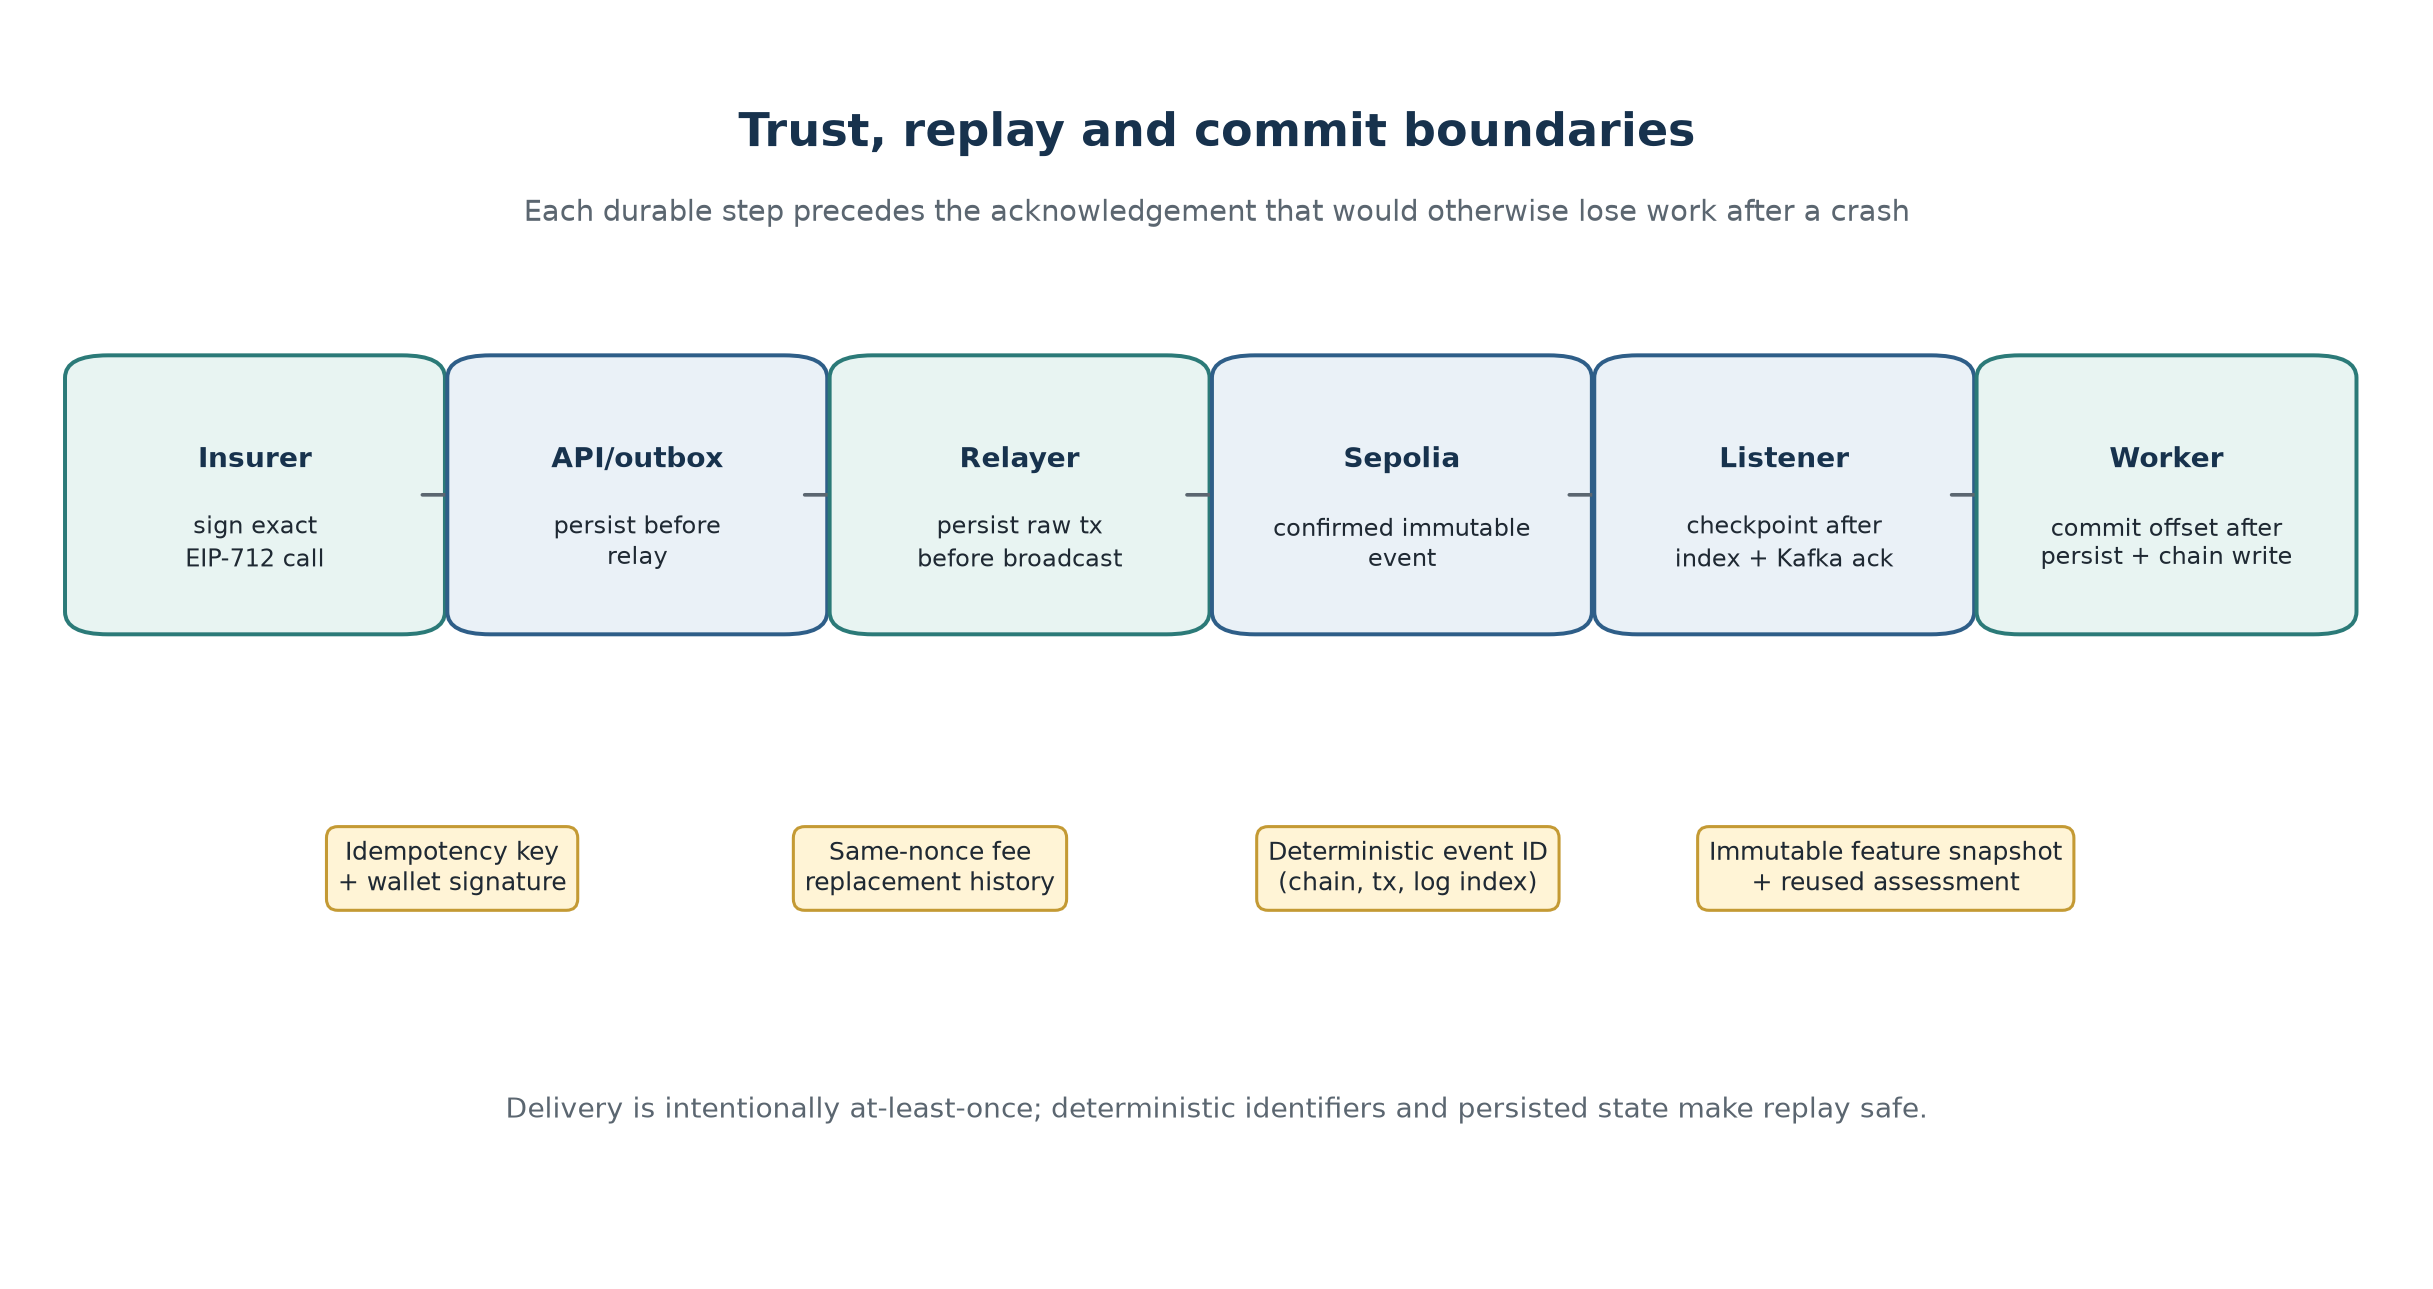 Trust, replay and commit boundaries
Each durable step precedes the acknowledgement that would otherwise lose work after a crash
Insurer
sign exact
EIP-712 call
API/outbox
persist before
relay
Relayer
persist raw tx
before broadcast
Sepolia
confirmed immutable
event
Listener
checkpoint after
index + Kafka ack
Worker
commit offset after
persist + chain write
Idempotency key
+ wallet signature
Same-nonce fee
replacement history
Deterministic event ID
(chain, tx, log index)
Immutable feature snapshot
+ reused assessment
Delivery is intentionally at-least-once; deterministic identifiers and persisted state make replay safe.